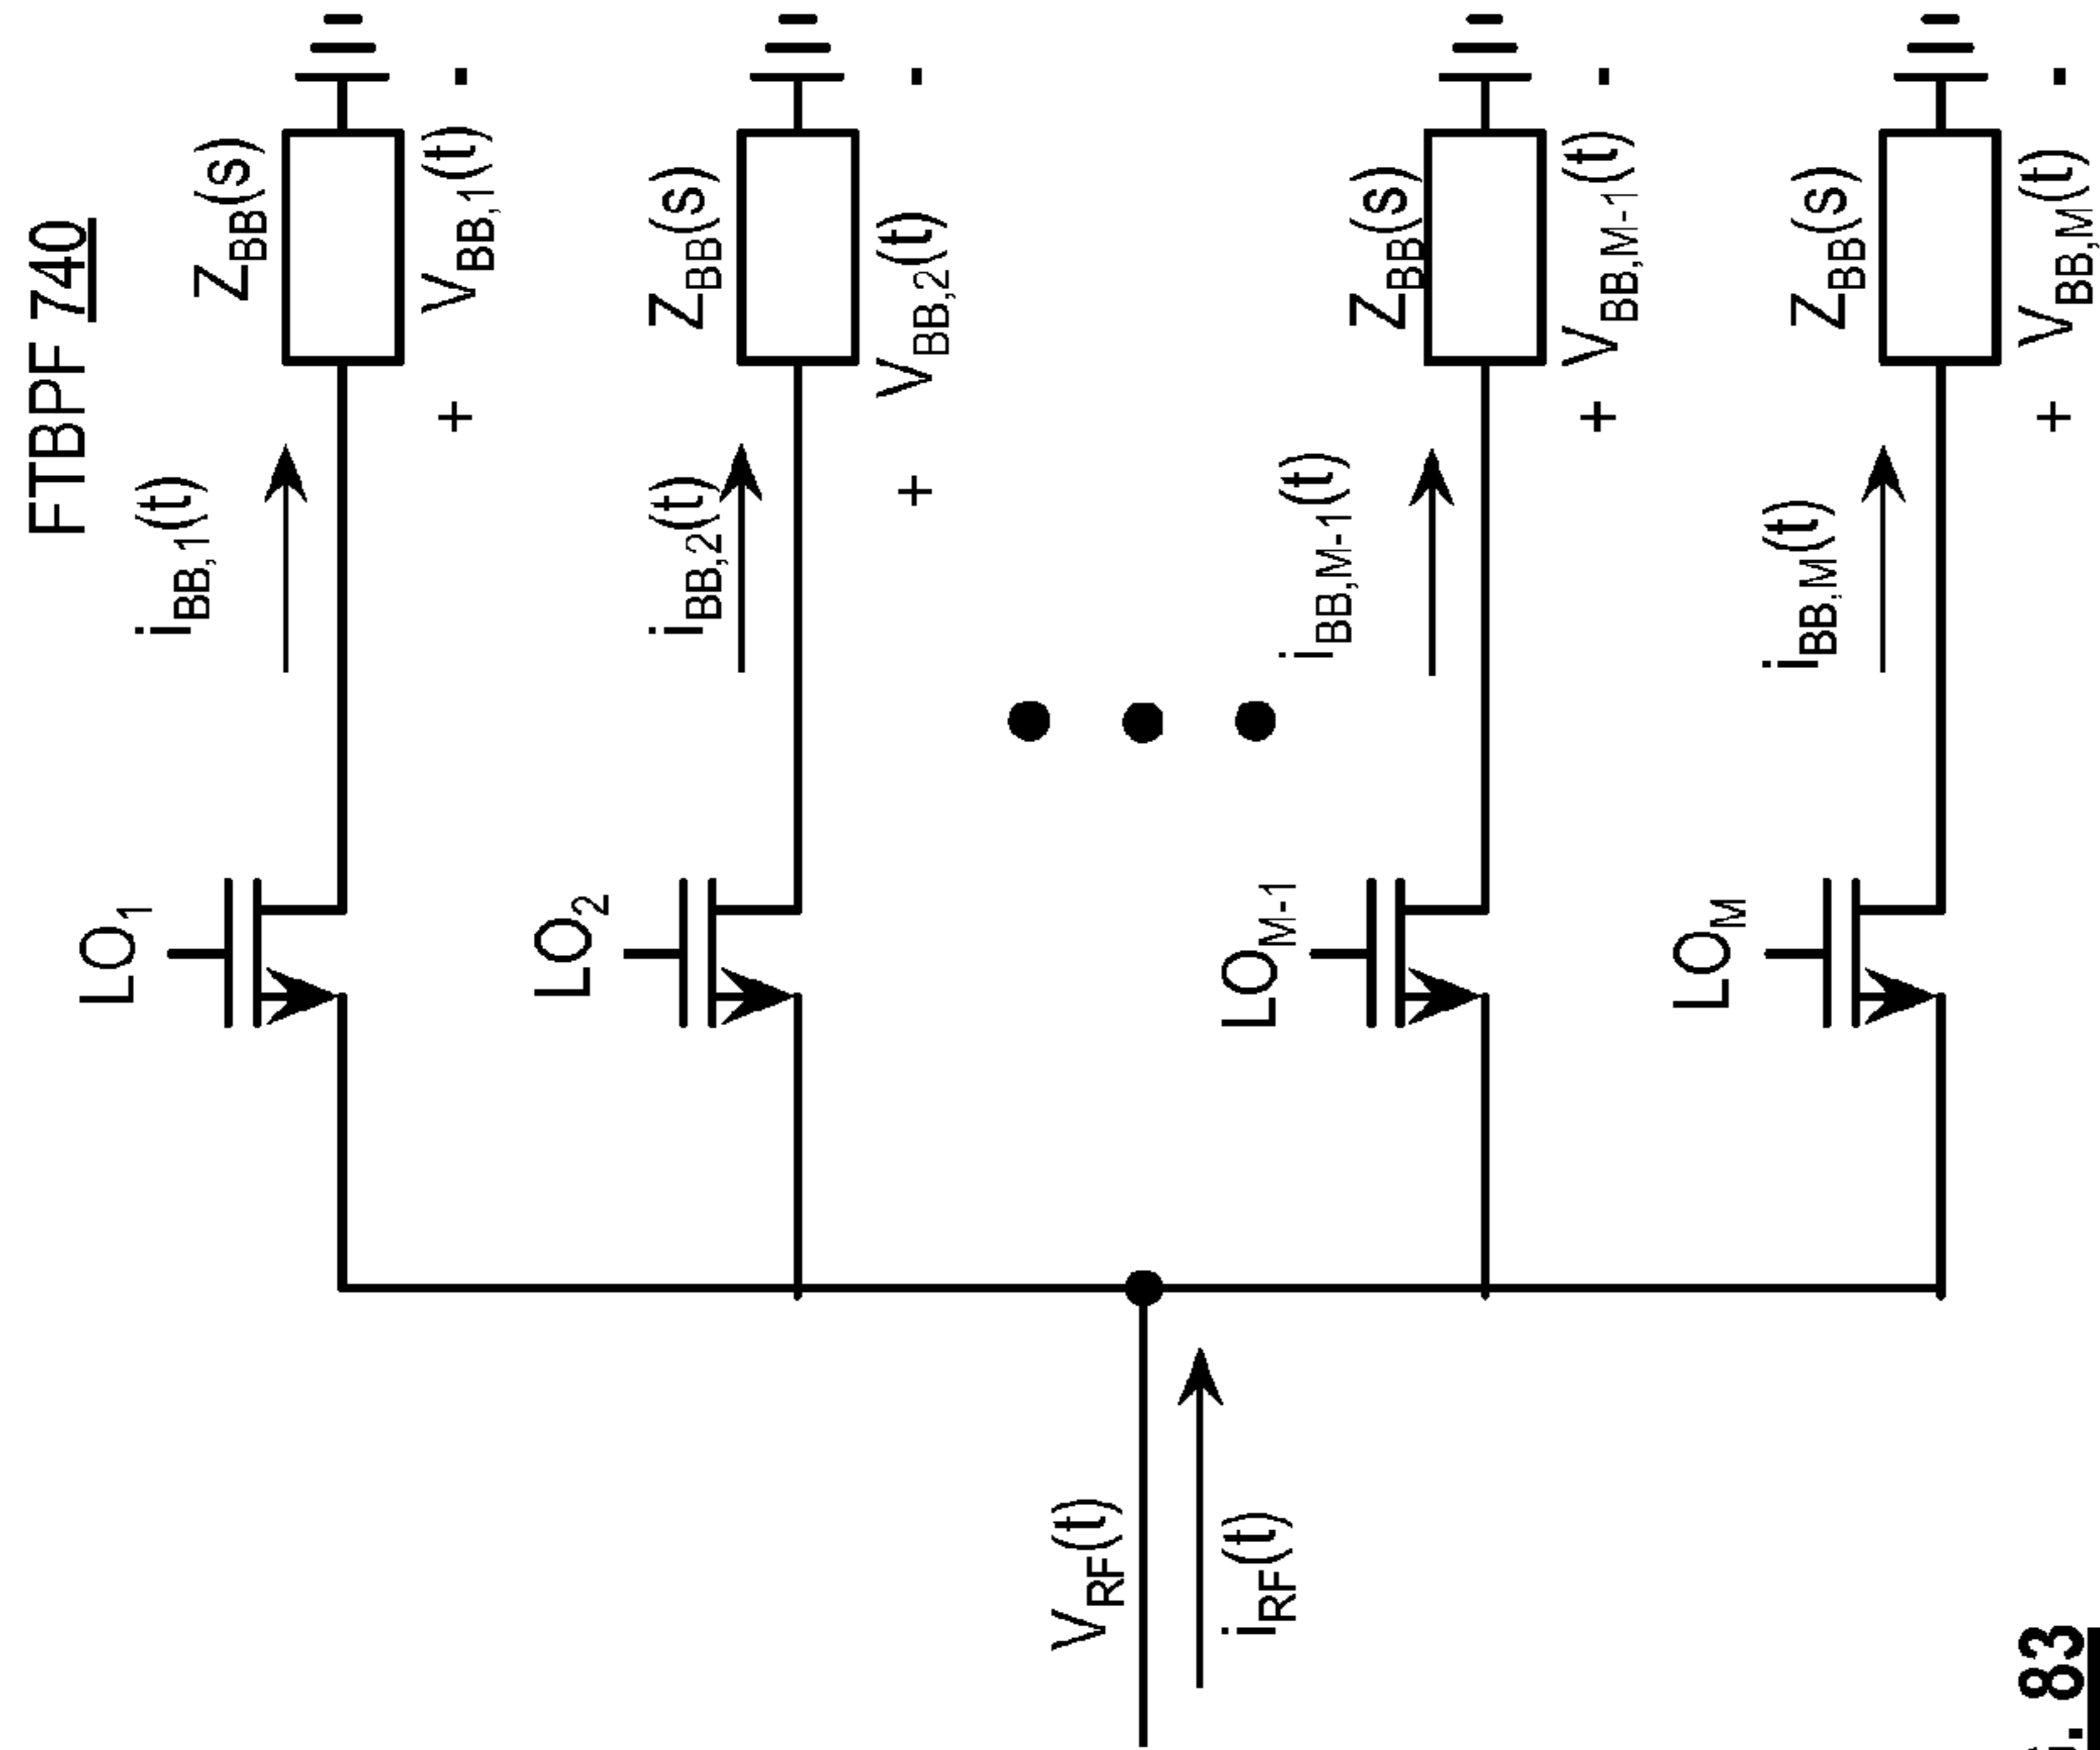 FTBPF 740
LO1
iBB,1(t)
ZBB(s)
+ VBB,1(t) -
LO2
iBB,2(t)
ZBB(s)
+ VBB,2(t) -
VRF(t)
iRF(t)
LOM-1
iBB,M-1(t)
ZBB(s)
+ VBB,M-1(t) -
LOM
iBB,M(t)
ZBB(s)
+ VBB,M(t) -
. 83